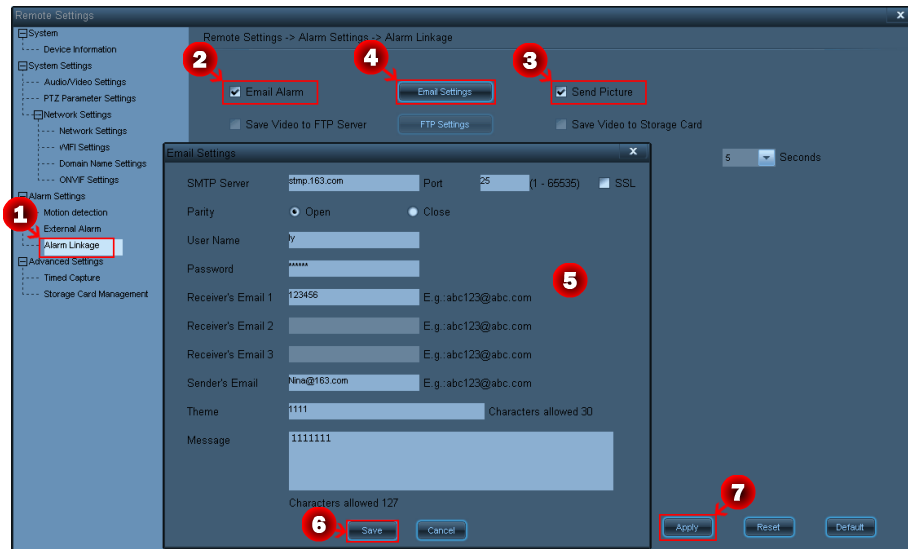 Remote Settings
x
System
Device Information
System Settings
Audio/Video Settings
PTZ Parameter Settings
Network Settings
Network Settings
WIFI Settings
Domain Name Settings
ONVIF Settings
Alarm Settings
Motion detection
External Alarm
1
Alarm Linkage
Advanced Settings
Timed Capture
Storage Card Management
Remote Settings -> Alarm Settings -> Alarm Linkage
2
4
3
Email Alarm
Email Settings
Send Picture
Save Video to FTP Server
FTP Settings
Save Video to Storage Card
5 Seconds
Email Settings
x
SMTP Server stmp.163.com Port 25 (1 - 65535) SSL
Parity Open Close
User Name ly
Password ******
5
Receiver's Email 1 123456 E.g.:abc123@abc.com
Receiver's Email 2 E.g.:abc123@abc.com
Receiver's Email 3 E.g.:abc123@abc.com
Sender's Email Nina@163.com E.g.:abc123@abc.com
Theme 1111 Characters allowed 30
Message 1111111
Characters allowed 127
6
Save Cancel
7
Apply Reset Default